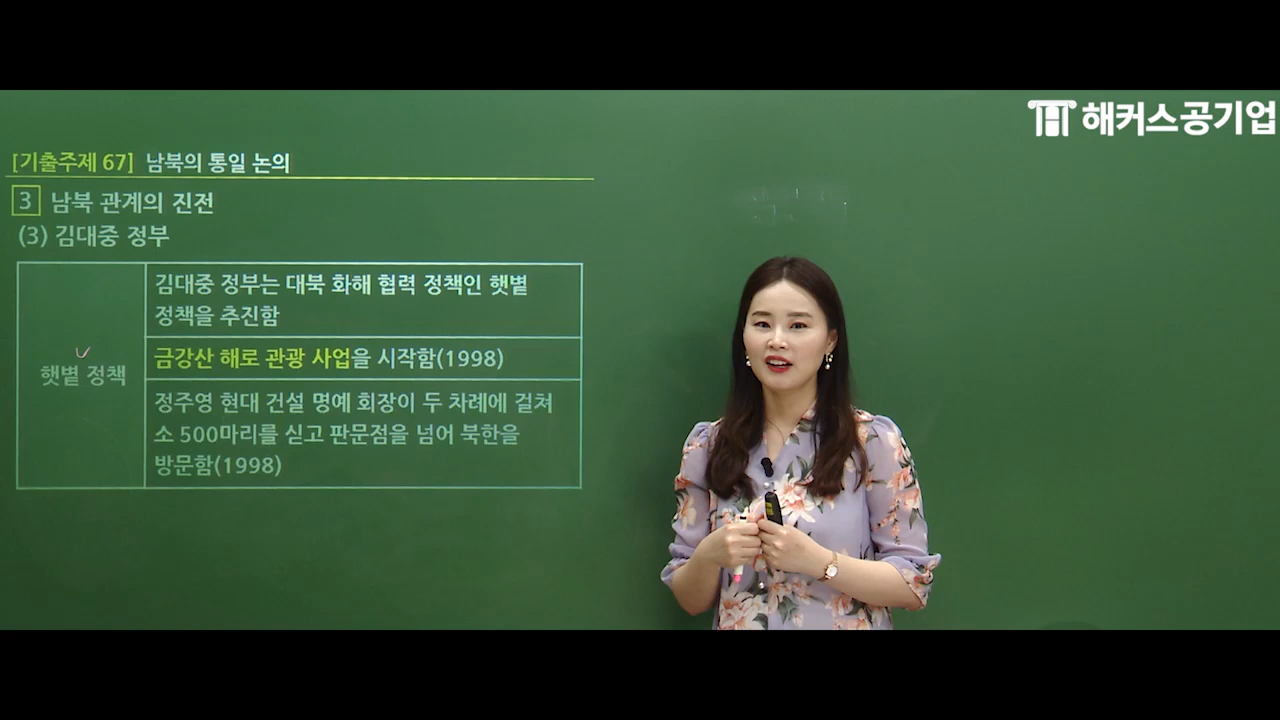 해커스공기업
[기출주제 67] 남북의 통일 논의
3 남북 관계의 진전
(3) 김대중 정부
햇볕 정책
김대중 정부는 대북 화해 협력 정책인 햇볕
정책을 추진함
금강산 해로 관광 사업을 시작함(1998)
정주영 현대 건설 명예 회장이 두 차례에 걸쳐
소 500마리를 싣고 판문점을 넘어 북한을
방문함(1998)